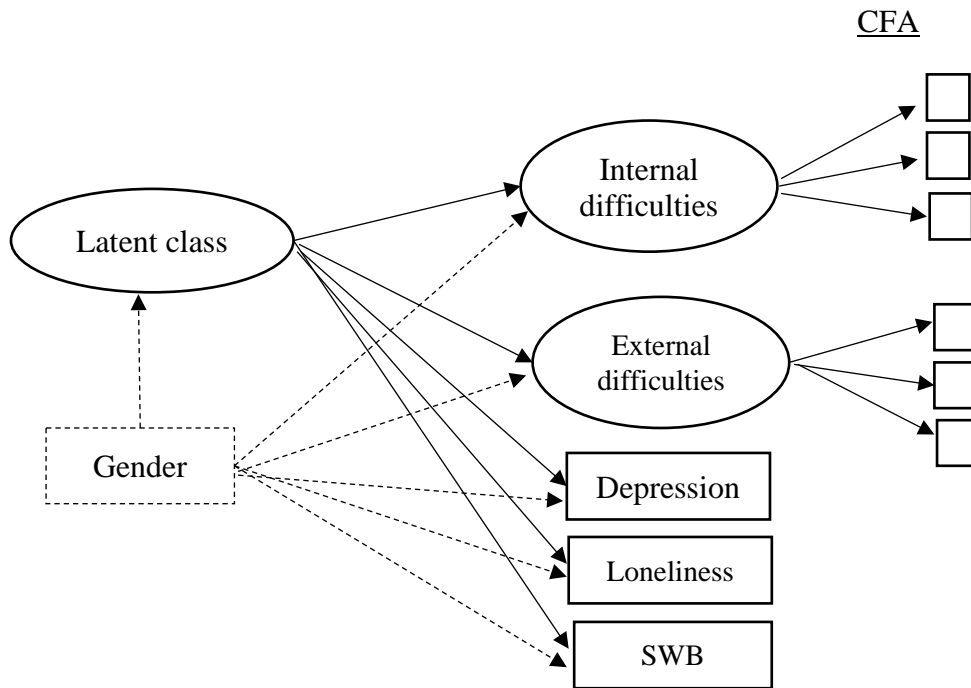 CFA
Internal
difficulties
Latent class
External
difficulties
Gender
Depression
Loneliness
SWB